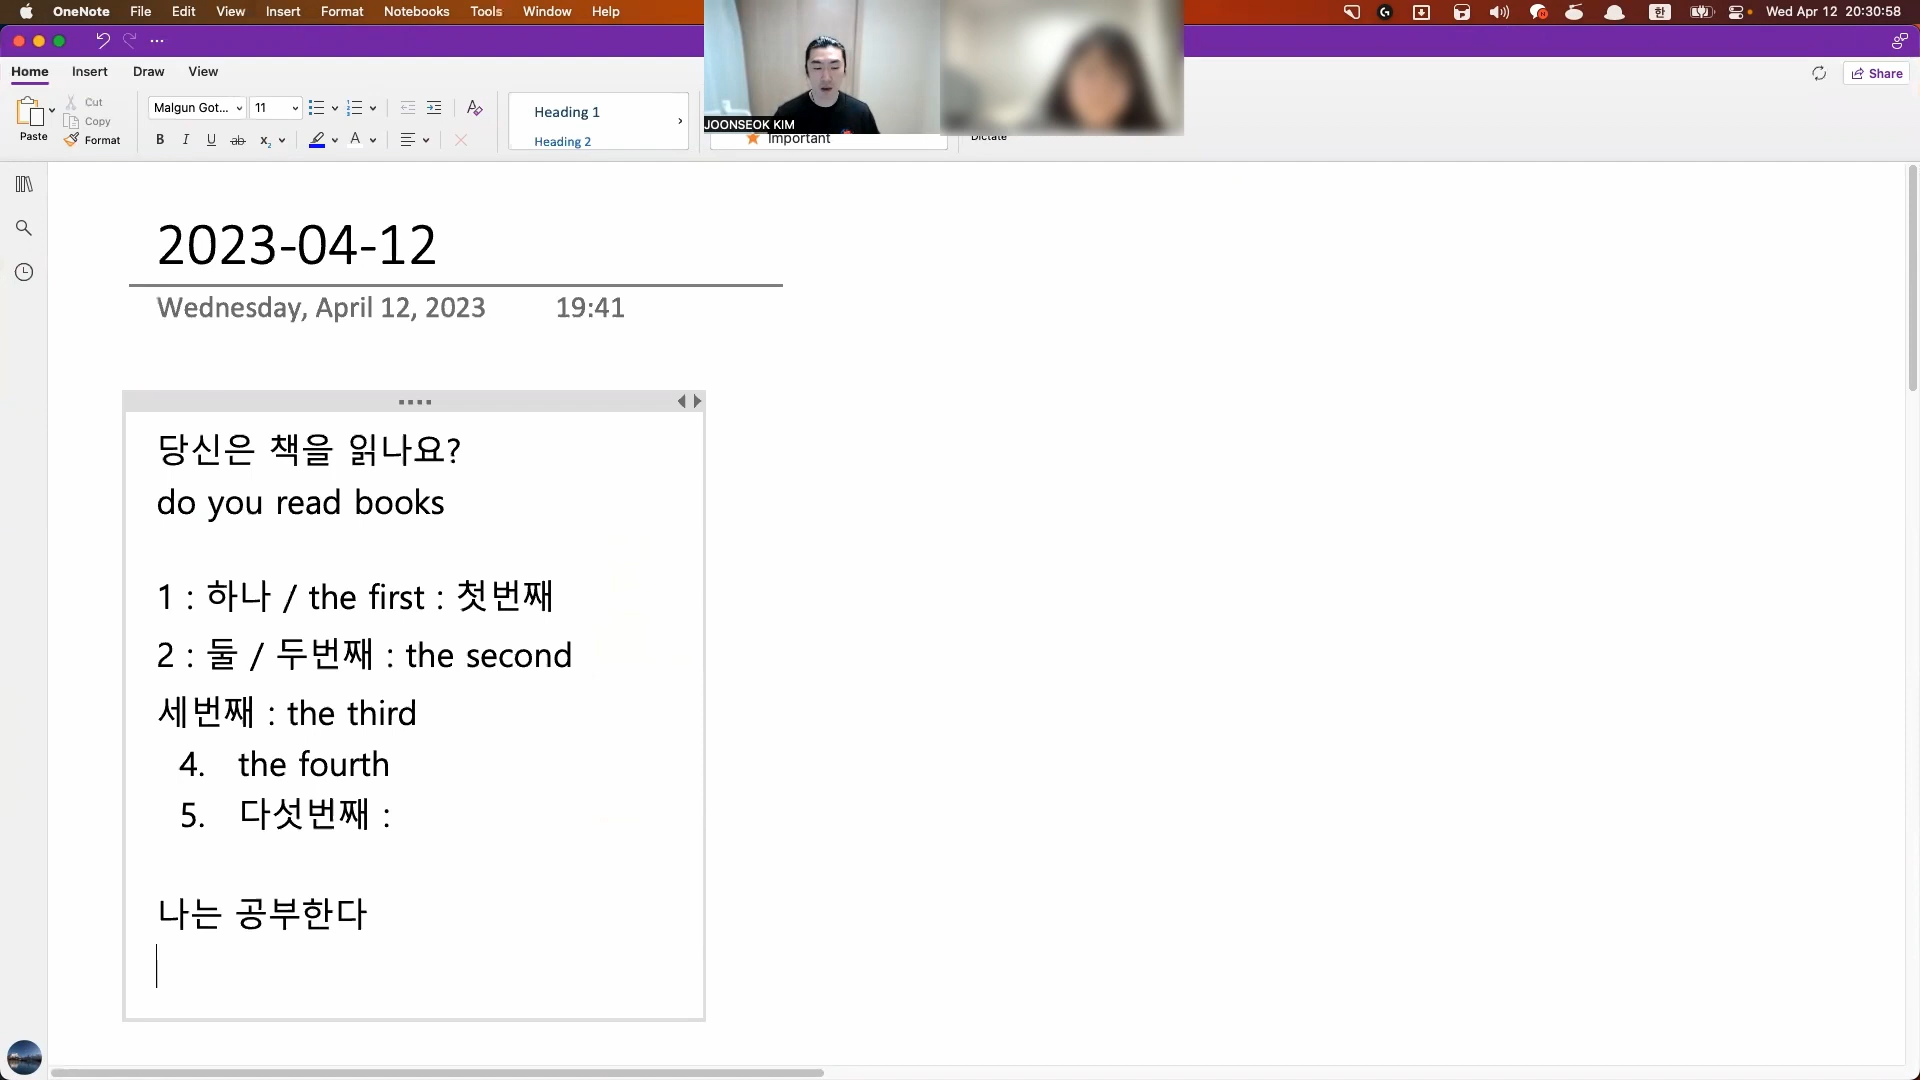 OneNote File Edit View Insert Format Notebooks Tools Window Help
한 Wed Apr 12 20:30:58
Home Insert Draw View
Share
Paste
Cut
Copy
Format
Malgun Got... 11
B I U ab x₂ A
Heading 1
Heading 2
Important
Dictate
JOONSEOK KIM
2023-04-12
Wednesday, April 12, 2023 19:41
당신은 책을 읽나요?
do you read books
1 : 하나 / the first : 첫번째
2 : 둘 / 두번째 : the second
세번째 : the third
4. the fourth
5. 다섯번째 :
나는 공부한다